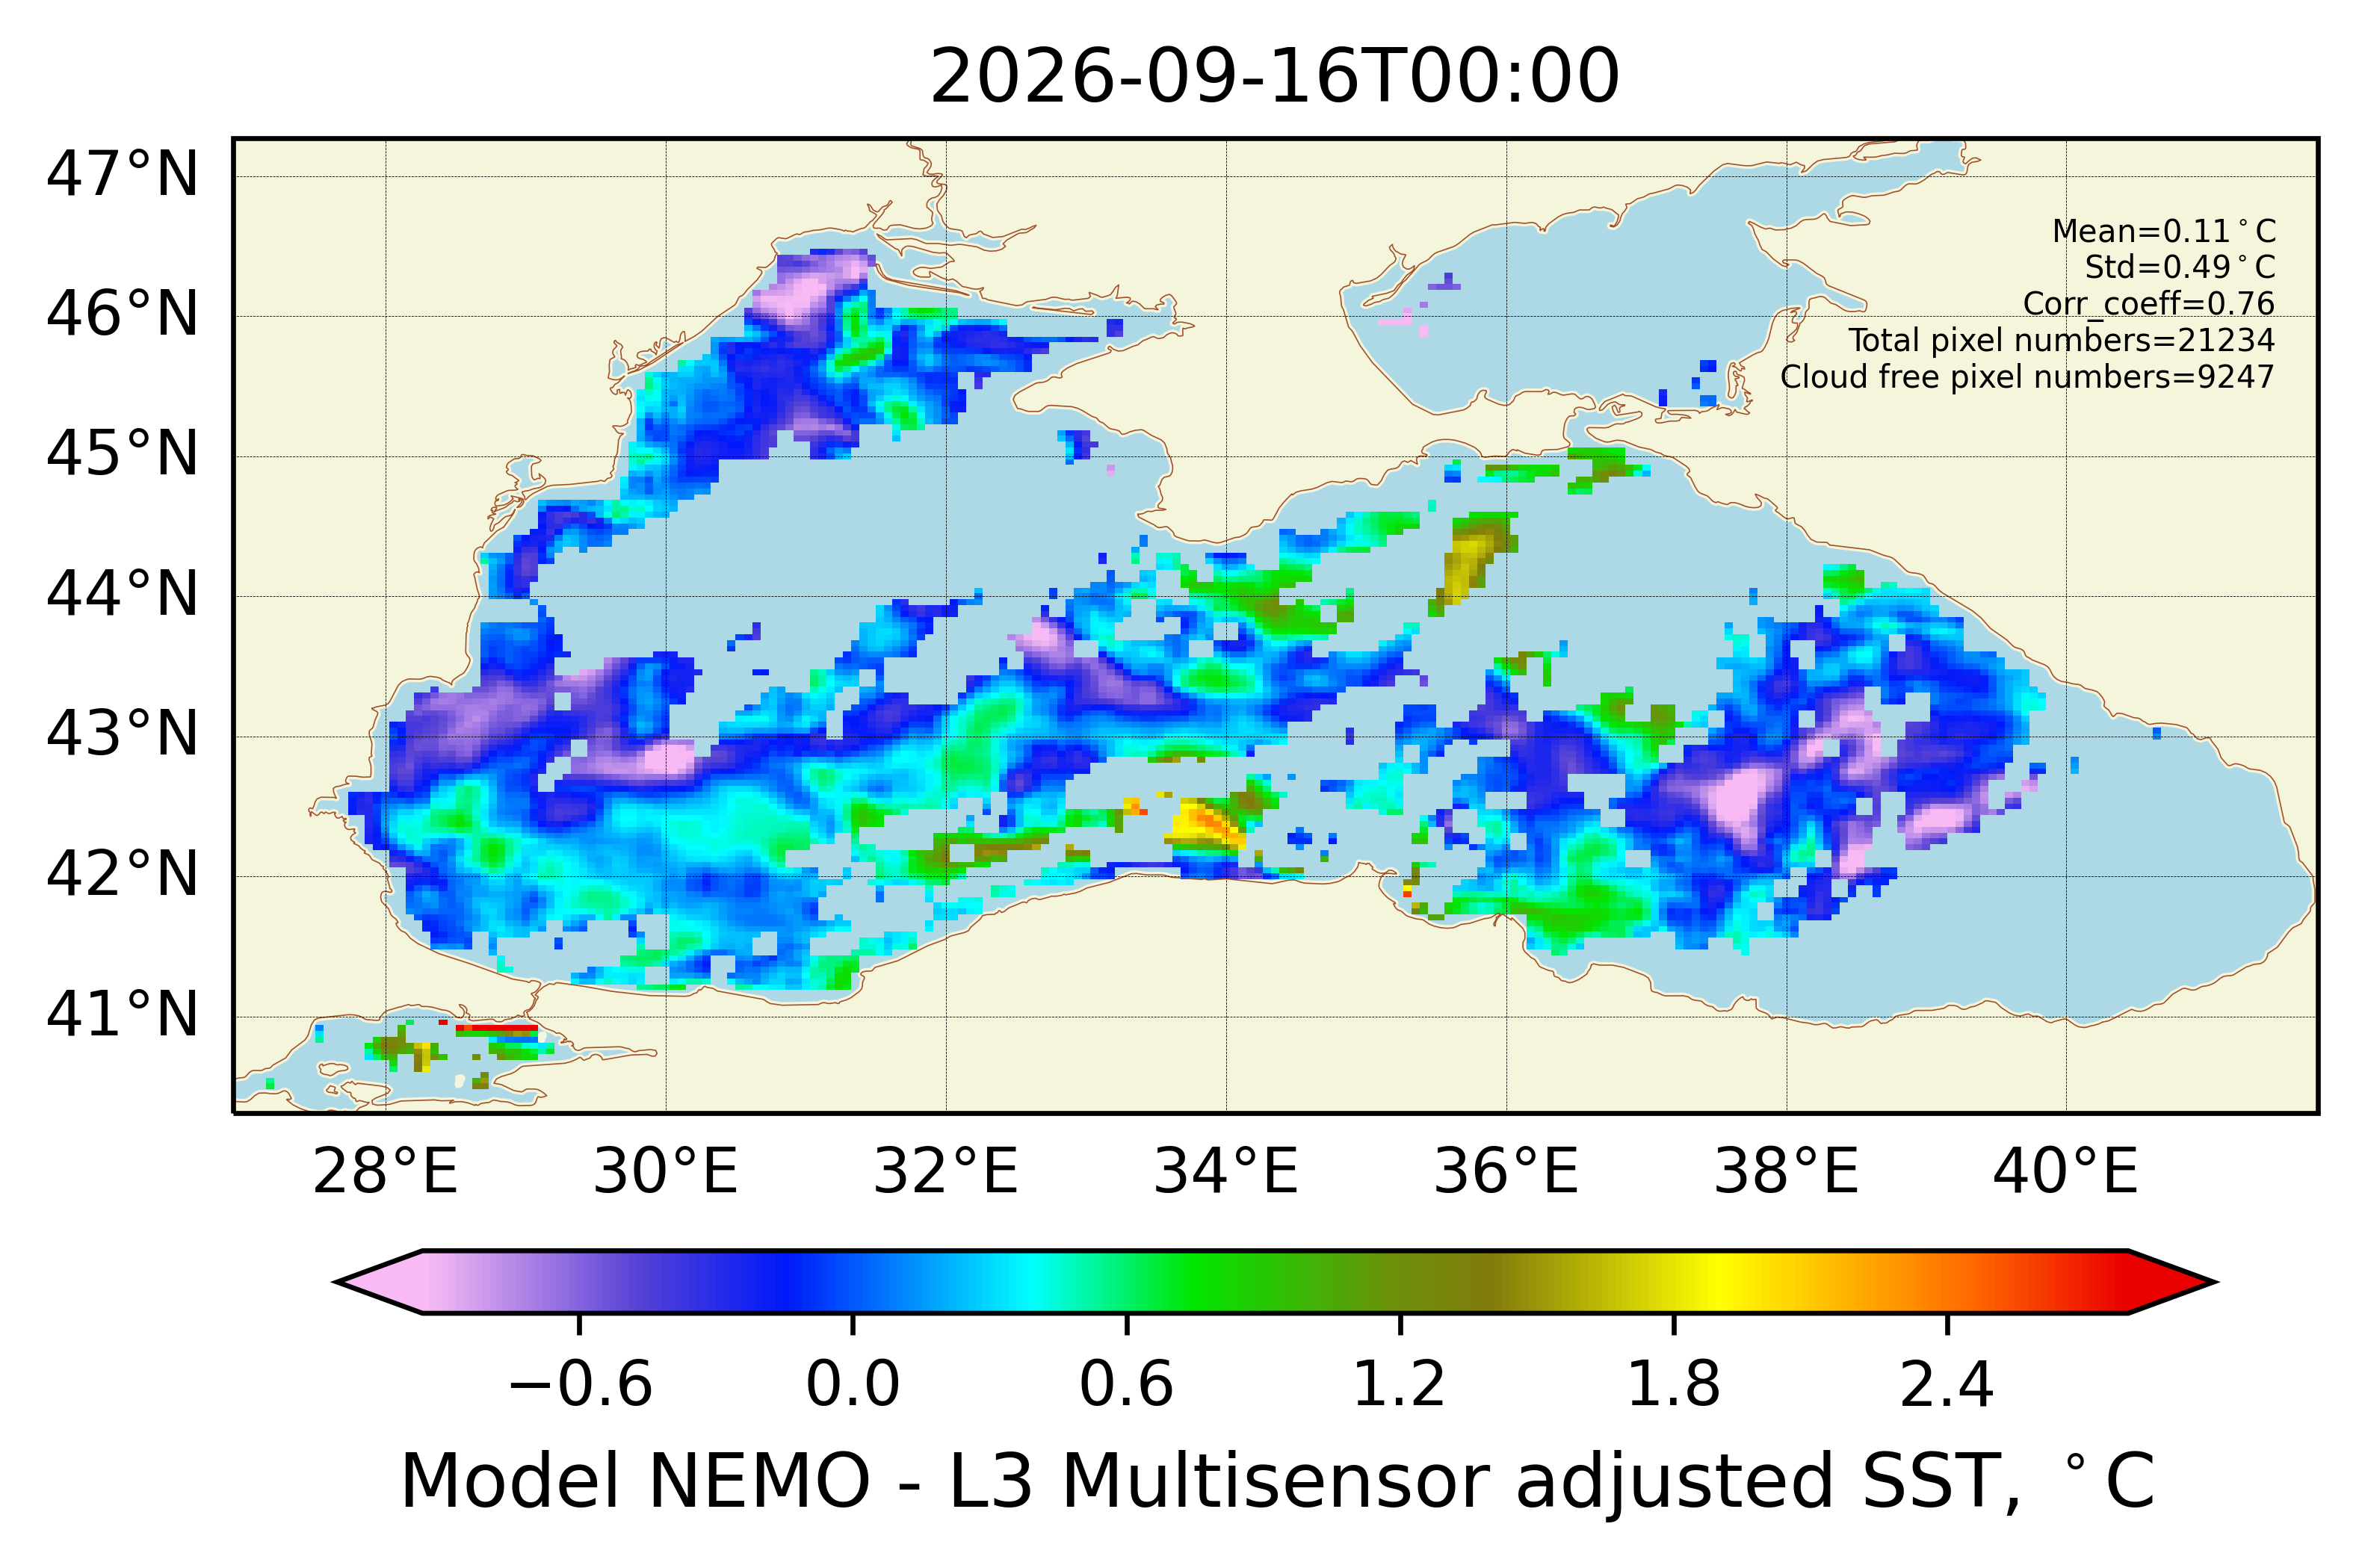 2026-09-16T00:00
47°N
46°N
45°N
44°N
43°N
42°N
41°N
Mean=0.11°C
Std=0.49°C
Corr_coeff=0.76
Total pixel numbers=21234
Cloud free pixel numbers=9247
28°E 30°E 32°E 34°E 36°E 38°E 40°E
−0.6 0.0 0.6 1.2 1.8 2.4
Model NEMO - L3 Multisensor adjusted SST, °C